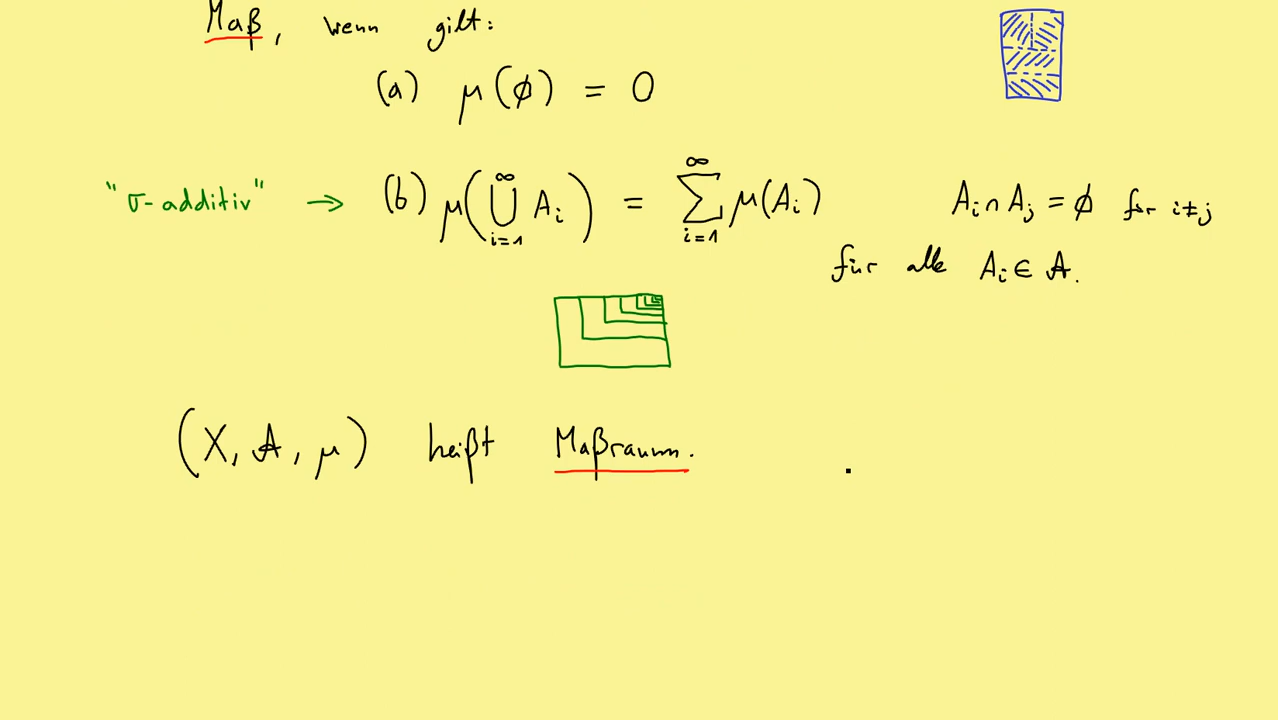 Maß, wenn gilt:
(a) μ(∅) = 0
"σ-additiv" → (b) μ(⋃_{i=1}^∞ A_i) = ∑_{i=1}^∞ μ(A_i) A_i ∩ A_j = ∅ für i≠j
für alle A_i ∈ 𝒜.
(X, 𝒜, μ) heißt Maßraum.